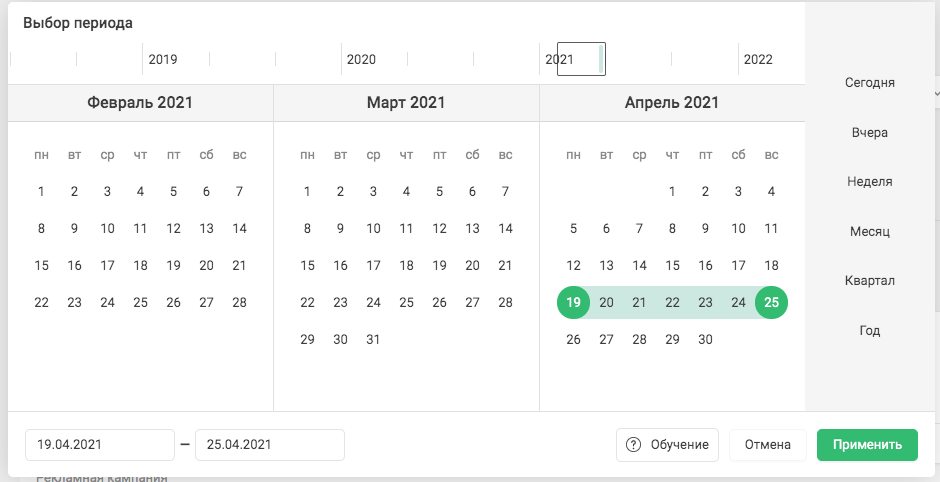 Выбор периода
2019 2020 2021 2022
Февраль 2021 Март 2021 Апрель 2021
пн вт ср чт пт сб вс пн вт ср чт пт сб вс пн вт ср чт пт сб вс
1 2 3 4 5 6 7 1 2 3 4 5 6 7 1 2 3 4
8 9 10 11 12 13 14 8 9 10 11 12 13 14 5 6 7 8 9 10 11
15 16 17 18 19 20 21 15 16 17 18 19 20 21 12 13 14 15 16 17 18
22 23 24 25 26 27 28 22 23 24 25 26 27 28 19 20 21 22 23 24 25
29 30 31 26 27 28 29 30
Сегодня
Вчера
Неделя
Месяц
Квартал
Год
19.04.2021 — 25.04.2021 ? Обучение Отмена Применить
Рекламная кампания